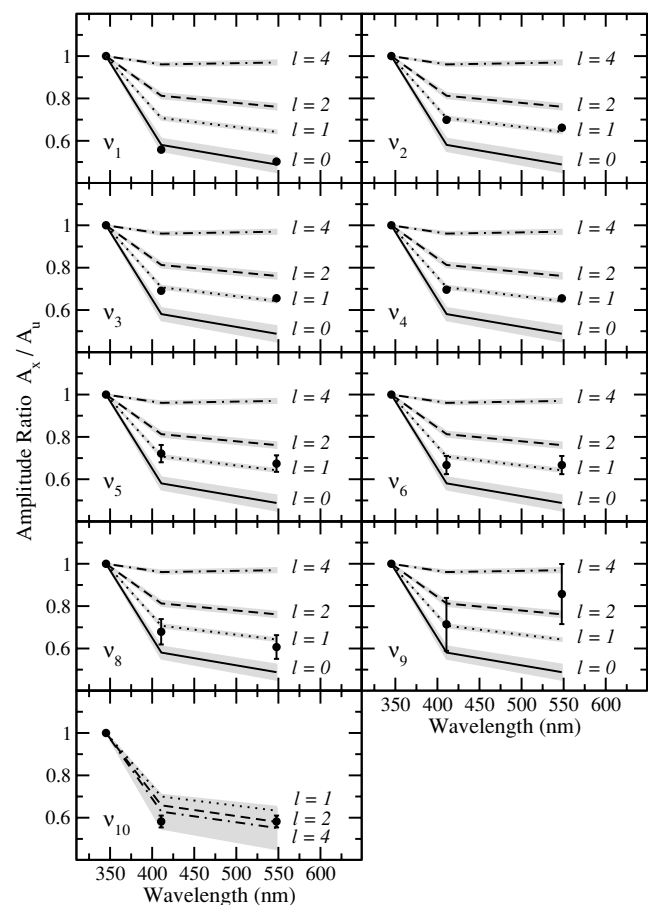 1
0.8
0.6
ν1
l = 4
l = 2
l = 1
l = 0
ν2
l = 4
l = 2
l = 1
l = 0
1
0.8
0.6
ν3
l = 4
l = 2
l = 1
l = 0
ν4
l = 4
l = 2
l = 1
l = 0
Amplitude Ratio Ax / Au
1
0.8
0.6
ν5
l = 4
l = 2
l = 1
l = 0
ν6
l = 4
l = 2
l = 1
l = 0
1
0.8
0.6
ν8
l = 4
l = 2
l = 1
l = 0
ν9
l = 4
l = 2
l = 1
l = 0
350 400 450 500 550 600
Wavelength (nm)
1
0.8
0.6
ν10
l = 1
l = 2
l = 4
350 400 450 500 550 600
Wavelength (nm)